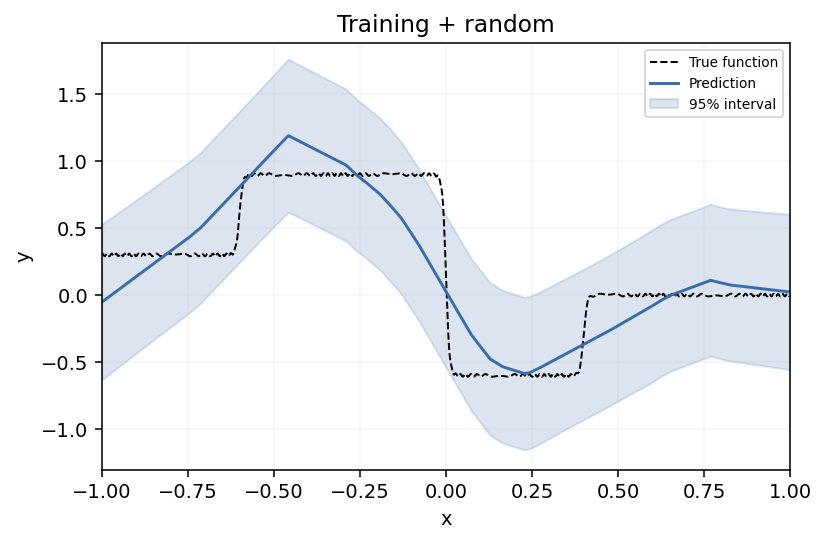 Training + random
True function
Prediction
95% interval
1.5
1.0
0.5
0.0
−0.5
−1.0
y
−1.00 −0.75 −0.50 −0.25 0.00 0.25 0.50 0.75 1.00
x